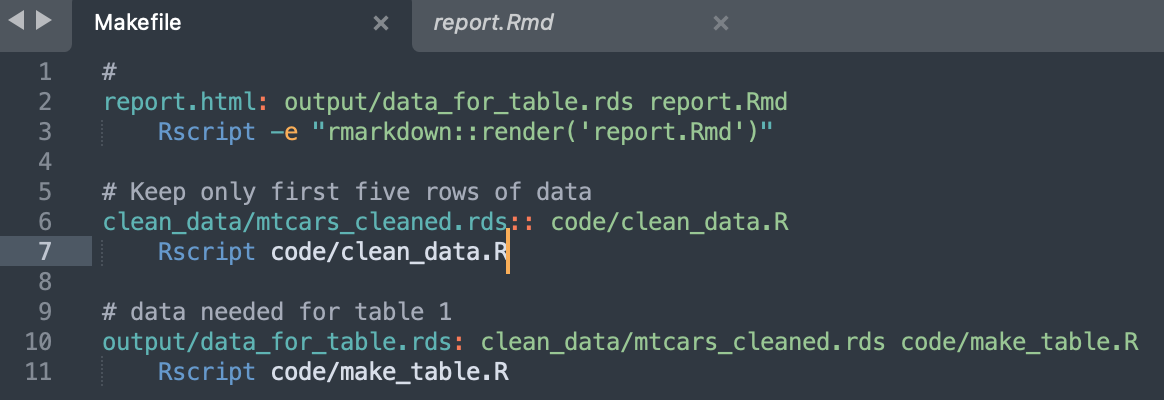 Makefile
report.Rmd
1 #
2 report.html: output/data_for_table.rds report.Rmd
3     Rscript -e "rmarkdown::render('report.Rmd')"
4
5 # Keep only first five rows of data
6 clean_data/mtcars_cleaned.rds:: code/clean_data.R
7     Rscript code/clean_data.R
8
9 # data needed for table 1
10 output/data_for_table.rds: clean_data/mtcars_cleaned.rds code/make_table.R
11     Rscript code/make_table.R